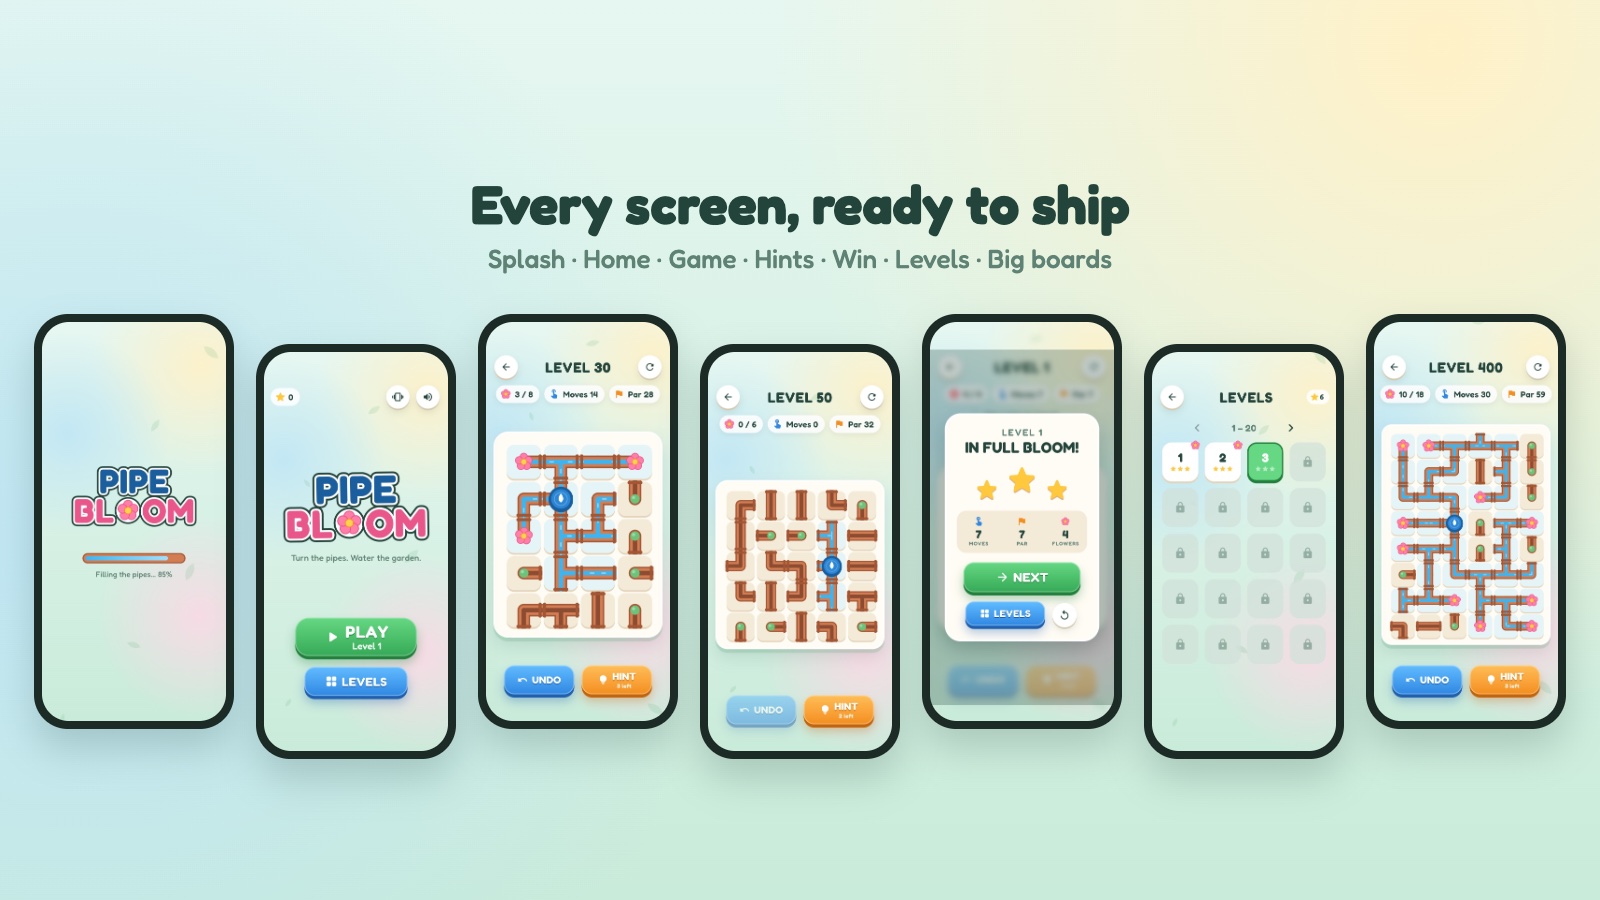 Every screen, ready to ship
Splash · Home · Game · Hints · Win · Levels · Big boards
PIPE
BLOOM
Filling the pipes... 85%
0
PIPE
BLOOM
Turn the pipes. Water the garden.
PLAY
Level 1
LEVELS
LEVEL 30
3 / 8
Moves 14
Par 28
UNDO
HINT
LEVEL 50
0 / 6
Moves 0
Par 32
UNDO
HINT
LEVEL 1
LEVEL 1
IN FULL BLOOM!
7
MOVES
7
PAR
4
FLOWERS
NEXT
LEVELS
LEVELS
6
1 – 20
1
2
3
LEVEL 400
10 / 18
Moves 30
Par 59
UNDO
HINT